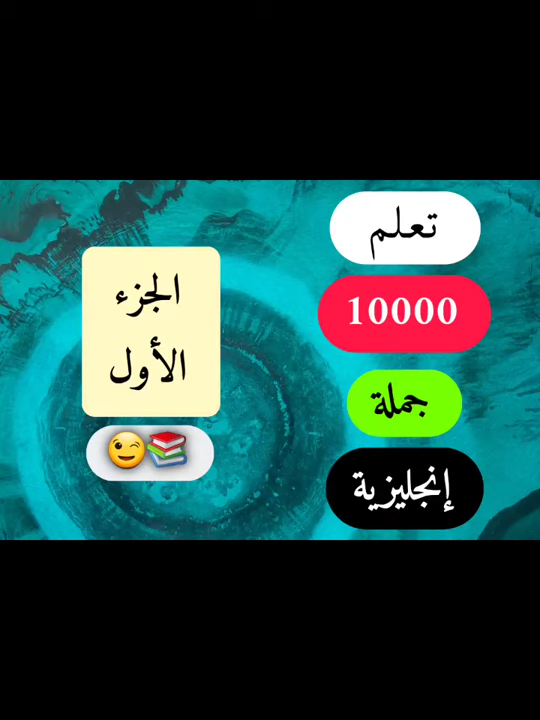 تعلم
10000
جملة
إنجليزية
الجزء
الأول